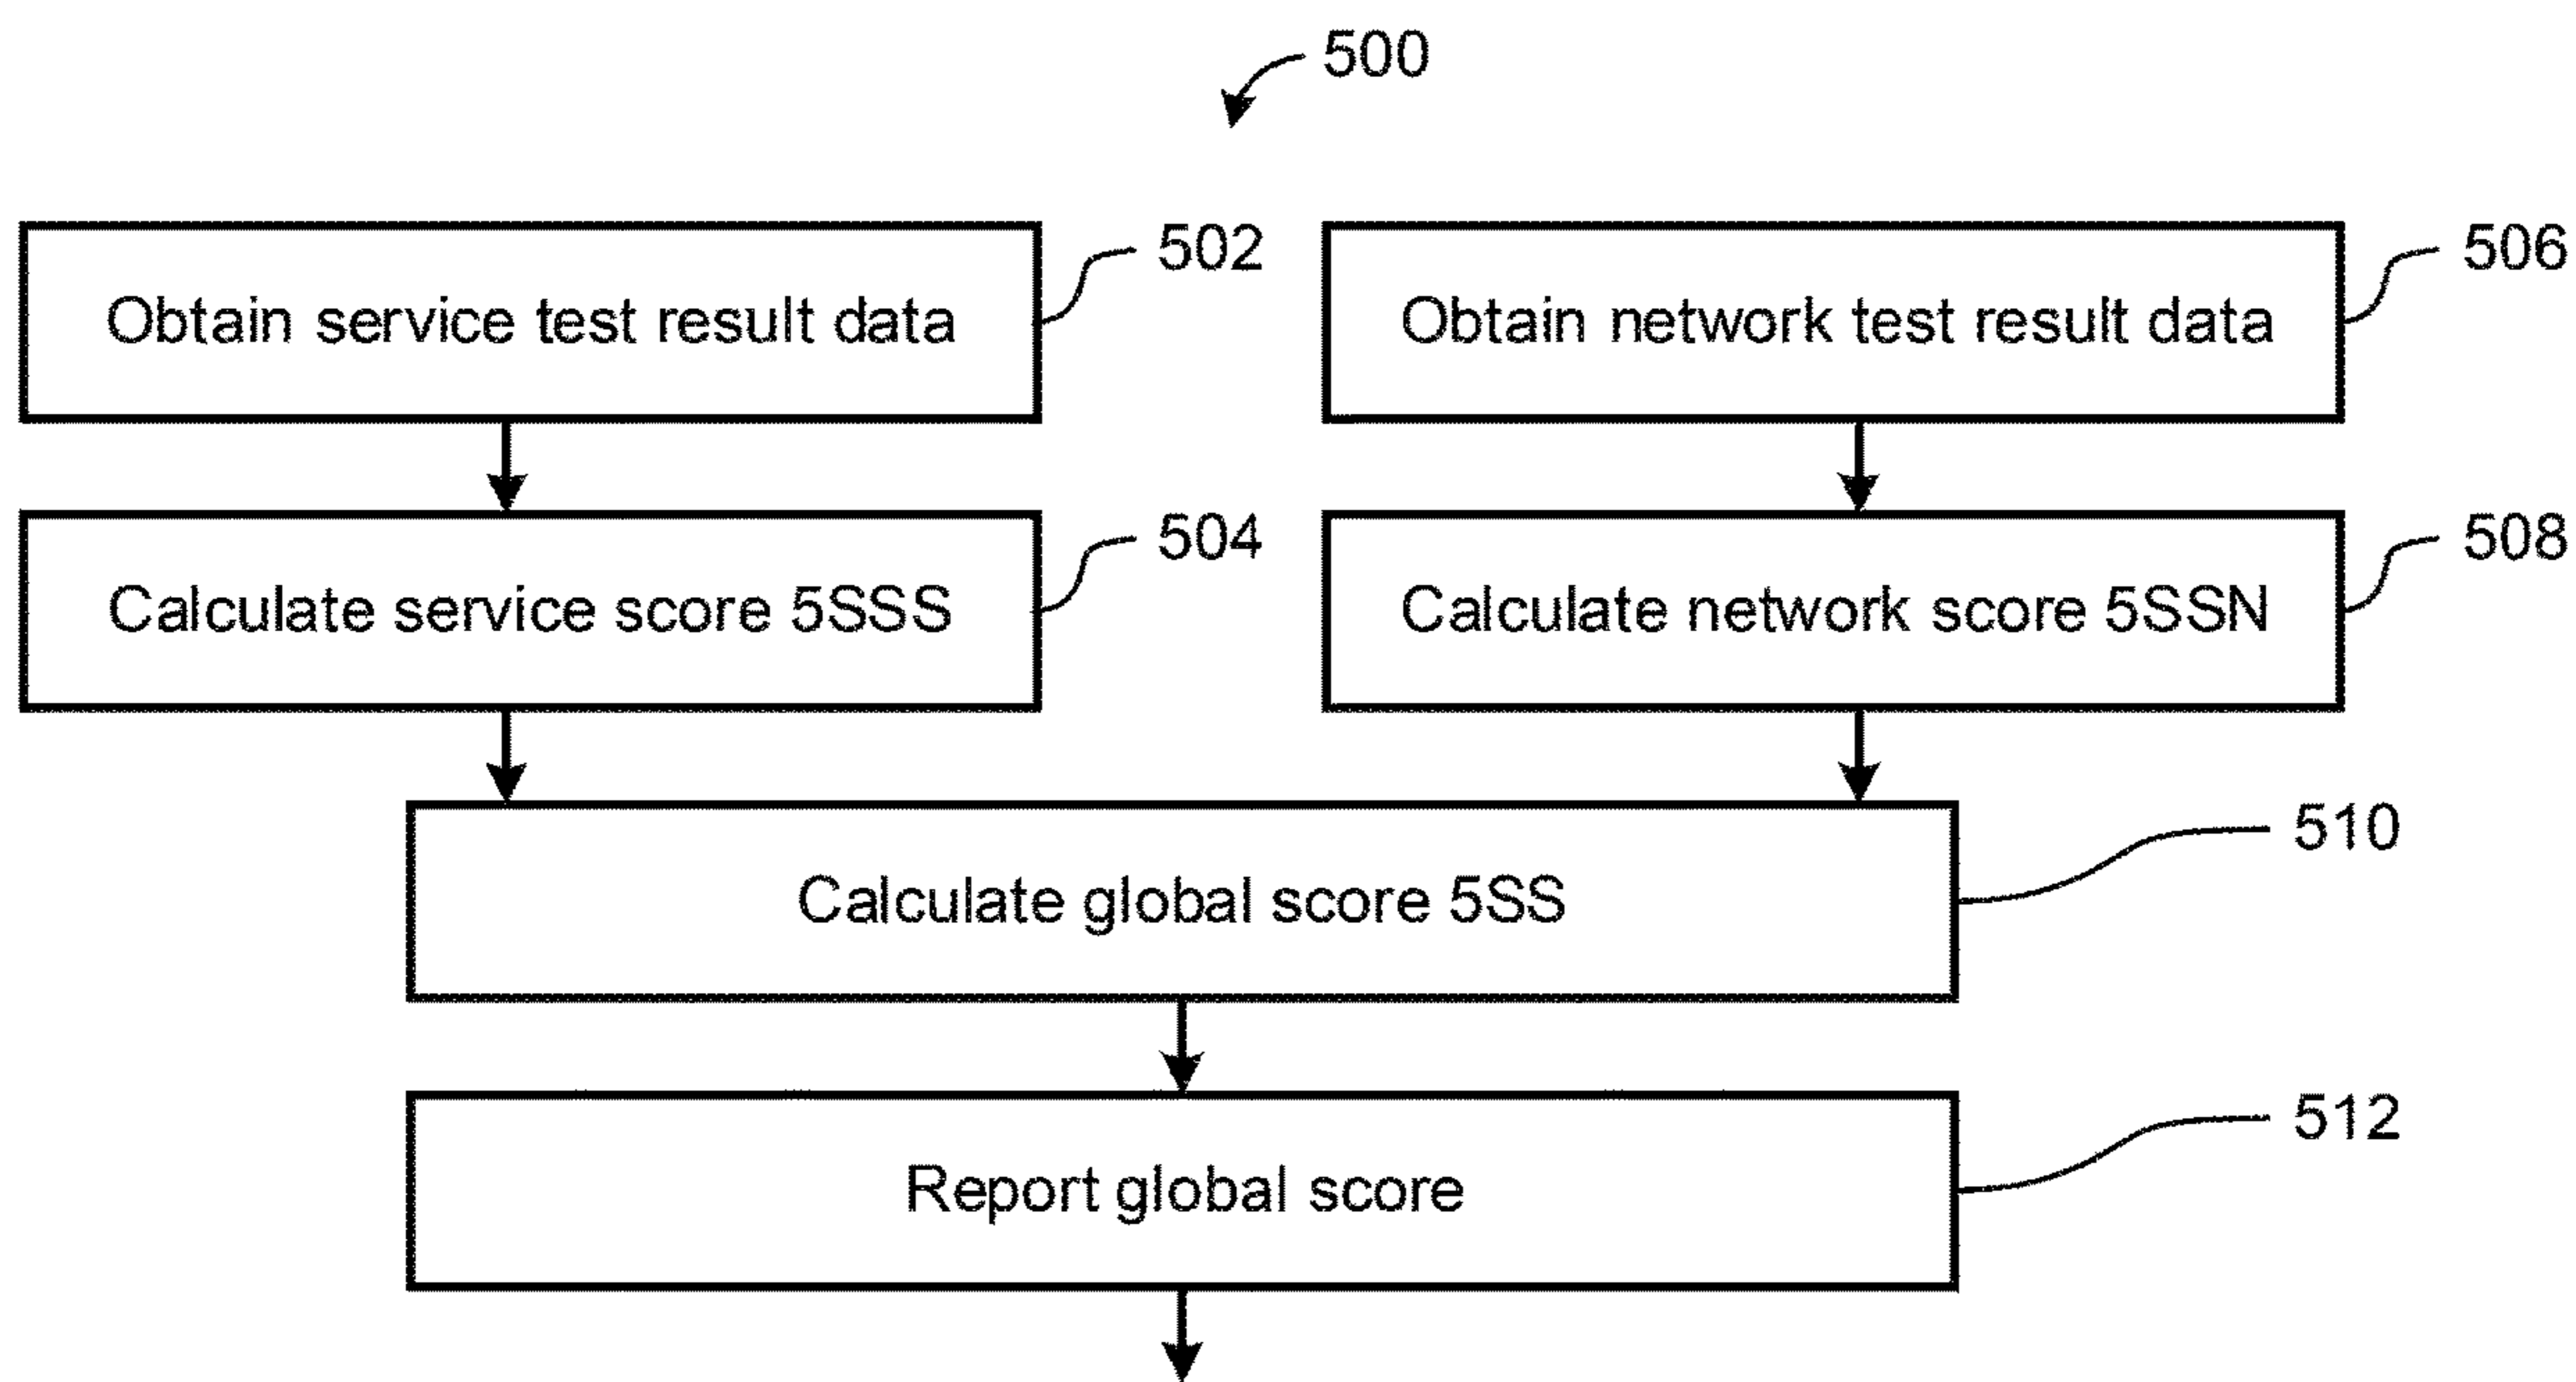 500
Obtain service test result data
502
Obtain network test result data
506
Calculate service score 5SSS
504
Calculate network score 5SSN
508
Calculate global score 5SS
510
Report global score
512